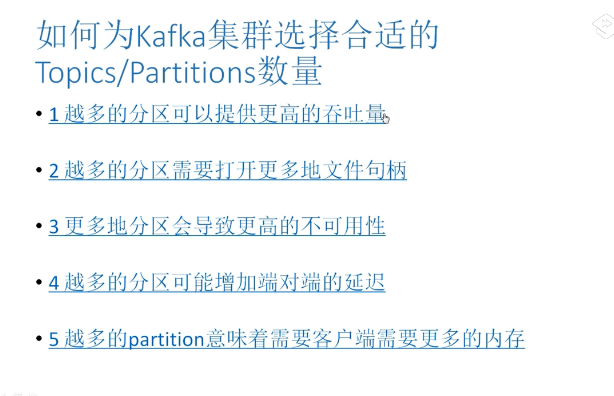 如何为Kafka集群选择合适的
Topics/Partitions数量
• 1 越多的分区可以提供更高的吞吐量
• 2 越多的分区需要打开更多地文件句柄
• 3 更多地分区会导致更高的不可用性
• 4 越多的分区可能增加端对端的延迟
• 5 越多的partition意味着需要客户端需要更多的内存